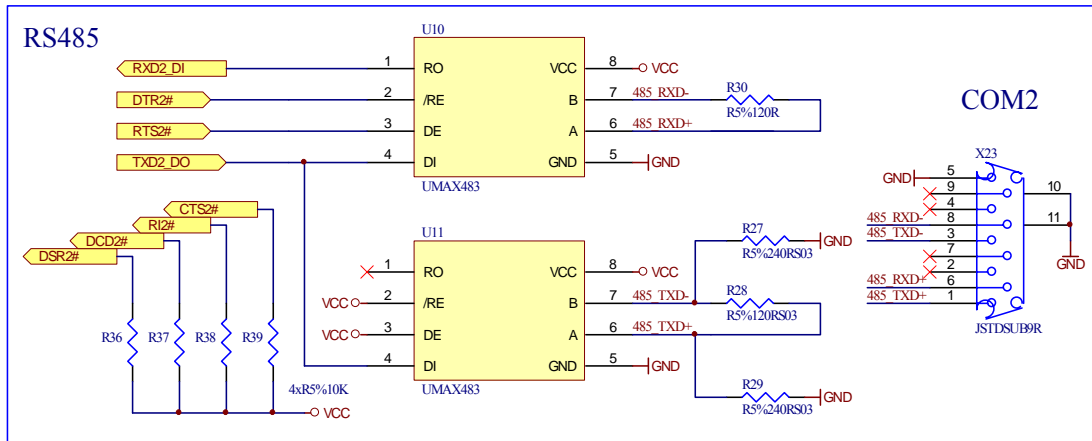 RS485
U10
RXD2_DI
DTR2#
RTS2#
TXD2_DO
1 RO VCC 8 VCC
2 /RE B 7 485_RXD-
3 DE A 6 485_RXD+
4 DI GND 5 GND
UMAX483
R30
R5%120R
COM2
X23
GND 5
9
4
485_RXD- 8
485_TXD- 3
7
2
485_RXD+ 6
485_TXD+ 1
10
11
GND
JSTDSUB9R
CTS2#
RI2#
DCD2#
DSR2#
R36 R37 R38 R39
4xR5%10K
VCC
U11
1 RO VCC 8 VCC
VCC 2 /RE B 7 485_TXD-
VCC 3 DE A 6 485_TXD+
4 DI GND 5 GND
UMAX483
R27
R5%240RS03
GND
R28
R5%120RS03
R29
R5%240RS03
GND